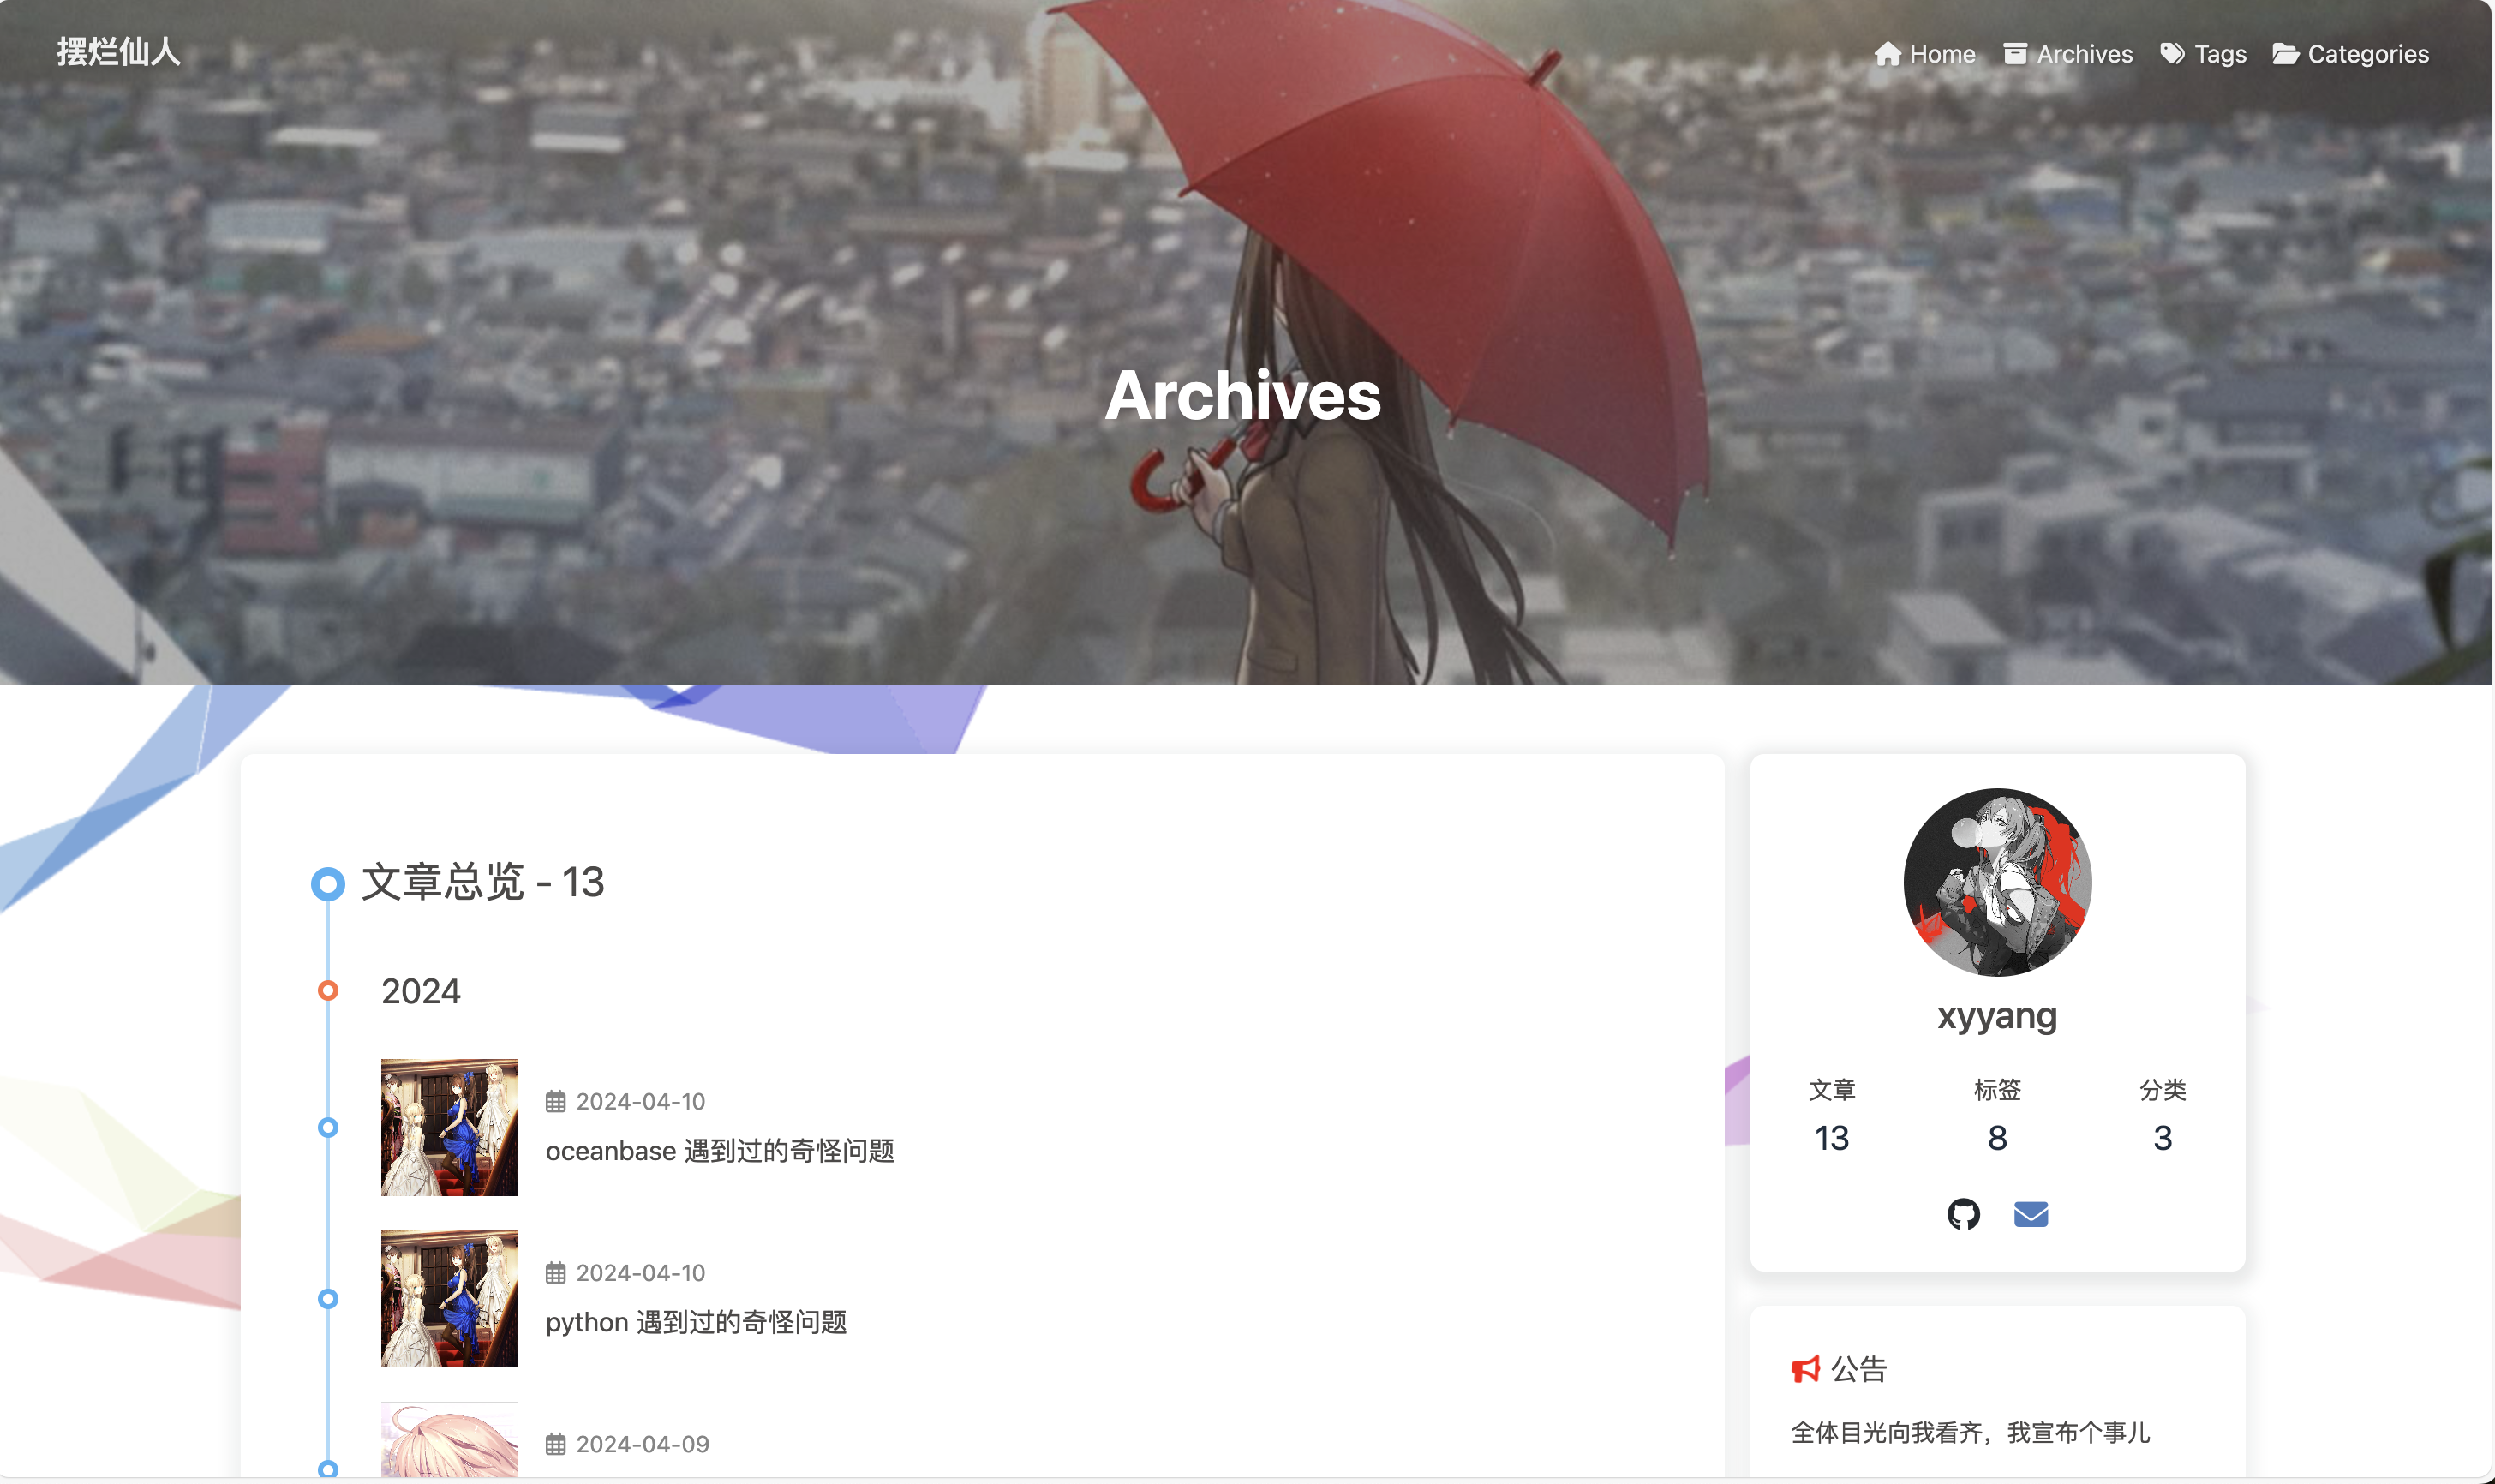 摆烂仙人
Home Archives Tags Categories
Archives
文章总览 - 13
2024
2024-04-10
oceanbase 遇到过的奇怪问题
2024-04-10
python 遇到过的奇怪问题
2024-04-09
xyyang
文章 标签 分类
13 8 3
公告
全体目光向我看齐，我宣布个事儿